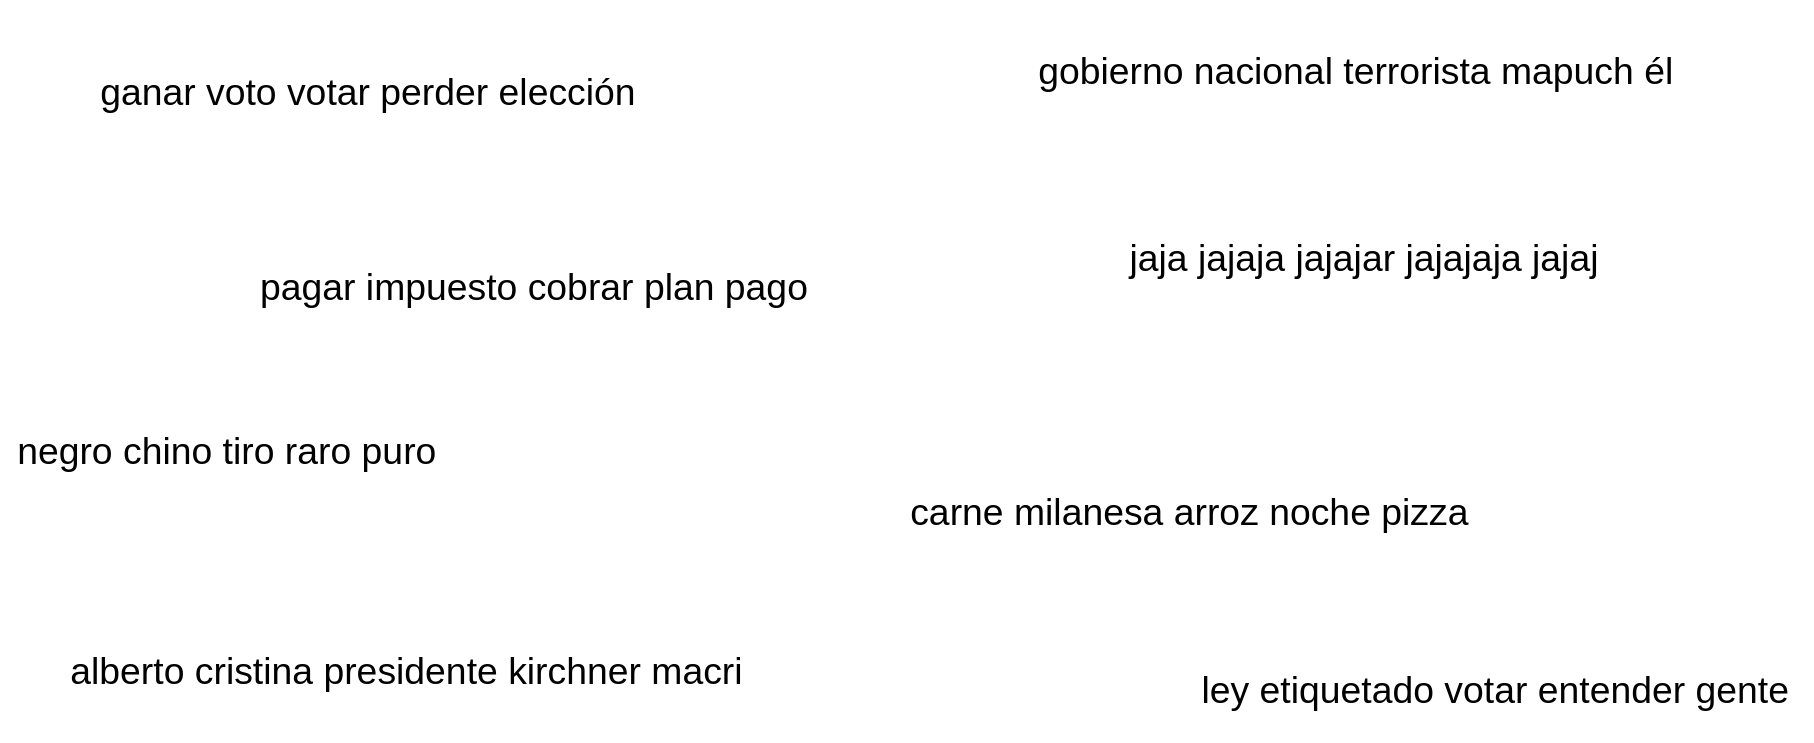 ganar voto votar perder elección
gobierno nacional terrorista mapuch él
pagar impuesto cobrar plan pago
jaja jajaja jajajar jajajaja jajaj
negro chino tiro raro puro
carne milanesa arroz noche pizza
alberto cristina presidente kirchner macri
ley etiquetado votar entender gente